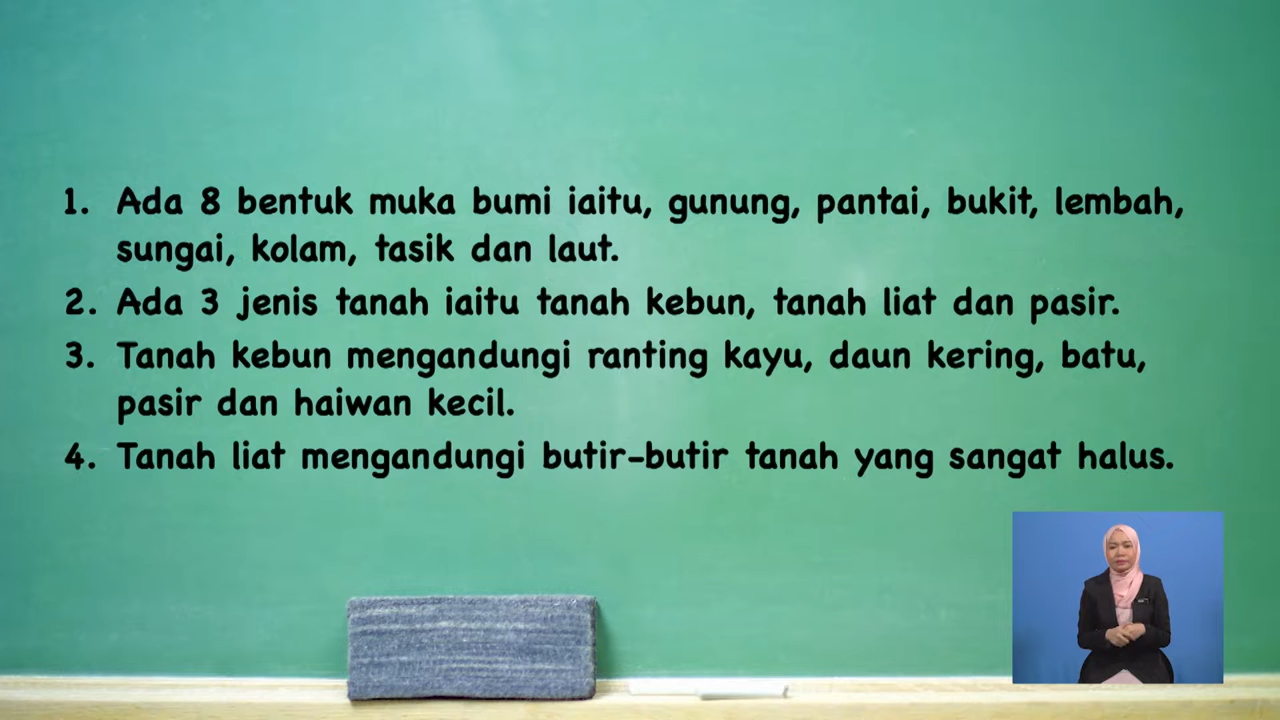 1. Ada 8 bentuk muka bumi iaitu, gunung, pantai, bukit, lembah,
sungai, kolam, tasik dan laut.
2. Ada 3 jenis tanah iaitu tanah kebun, tanah liat dan pasir.
3. Tanah kebun mengandungi ranting kayu, daun kering, batu,
pasir dan haiwan kecil.
4. Tanah liat mengandungi butir-butir tanah yang sangat halus.